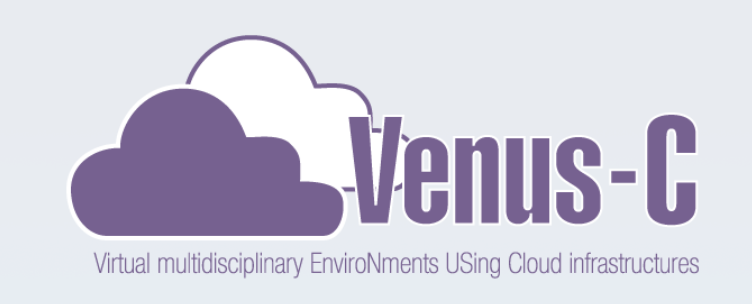 Venus-C
Virtual multidisciplinary EnviroNments USing Cloud infrastructures